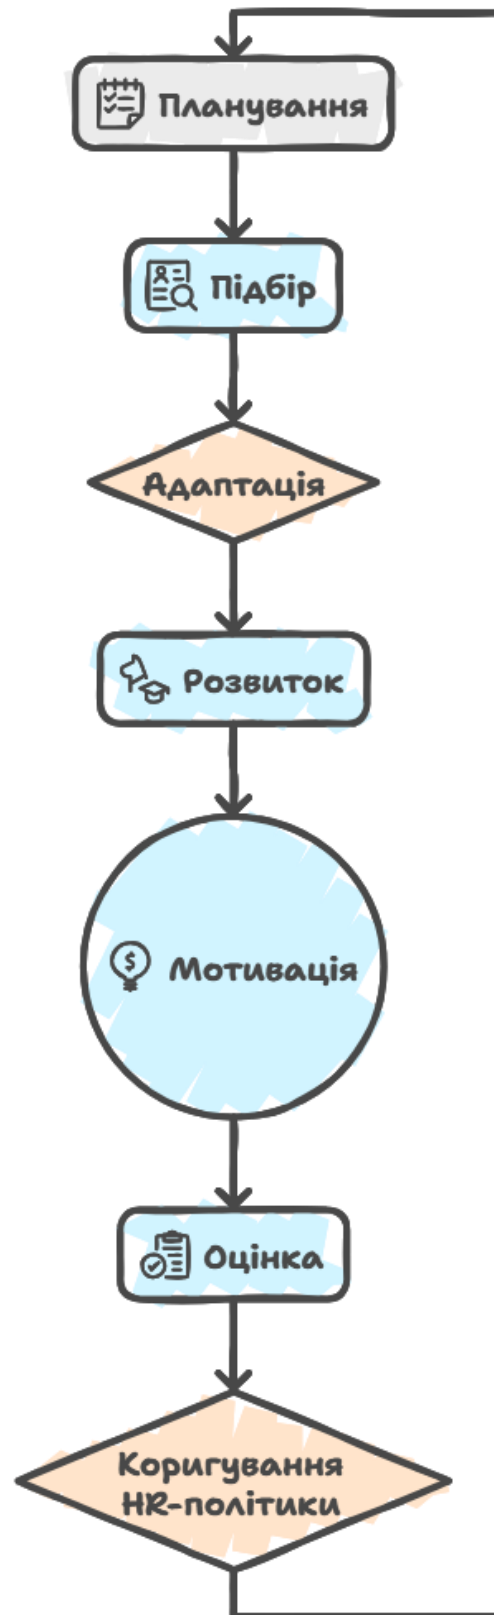 Планування
Підбір
Адаптація
Розвиток
Мотивація
Оцінка
Коригування
HR-політики